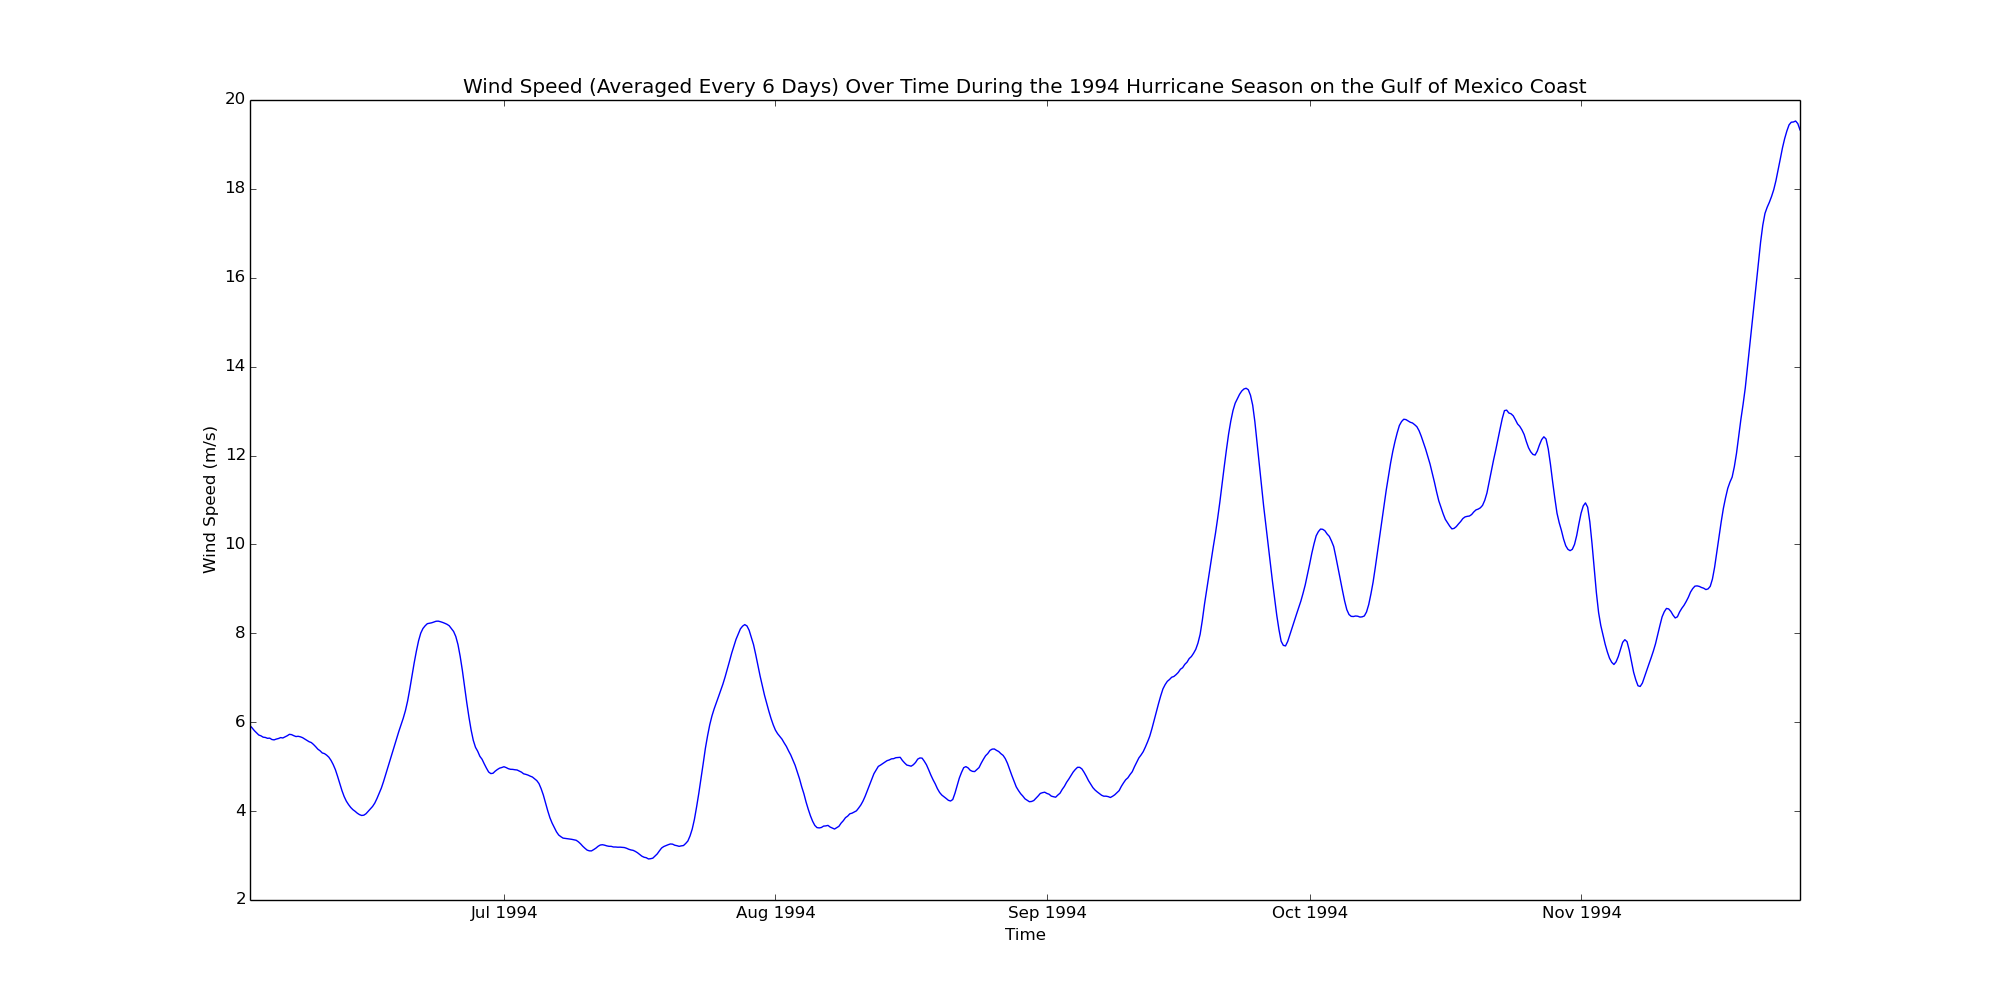 Wind Speed (Averaged Every 6 Days) Over Time During the 1994 Hurricane Season on the Gulf of Mexico Coast
20
18
16
14
12
10
8
6
4
2
Wind Speed (m/s)
Jul 1994 Aug 1994 Sep 1994 Oct 1994 Nov 1994
Time